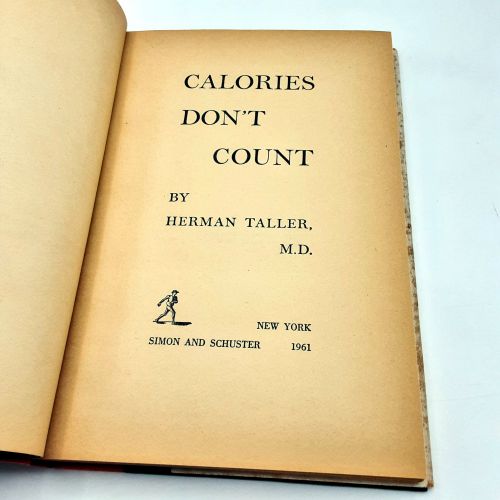 CALORIES
DON'T
COUNT
BY
HERMAN TALLER,
M.D.
NEW YORK
SIMON AND SCHUSTER 1961